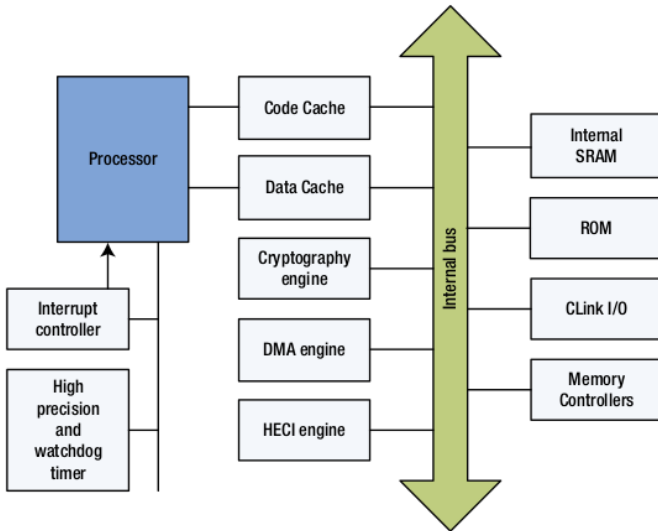 Processor
Code Cache
Data Cache
Cryptography
engine
DMA engine
HECI engine
Interrupt
controller
High
precision
and
watchdog
timer
Internal bus
Internal
SRAM
ROM
CLink I/O
Memory
Controllers